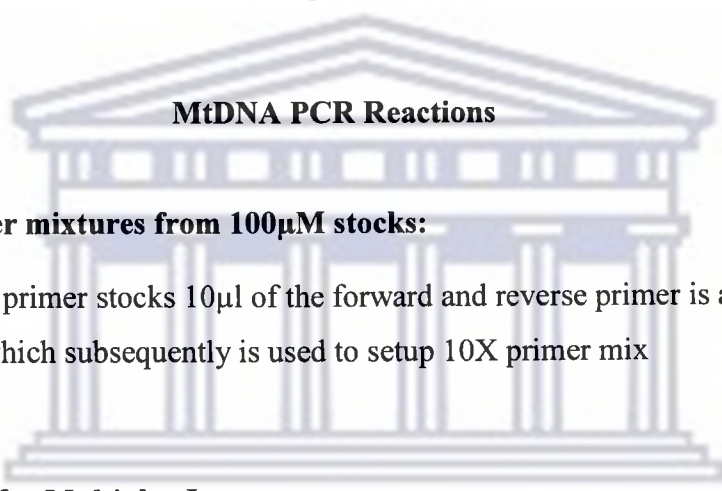 MtDNA PCR Reactions
er mixtures from 100µM stocks:
primer stocks 10µl of the forward and reverse primer is
which subsequently is used to setup 10X primer mix